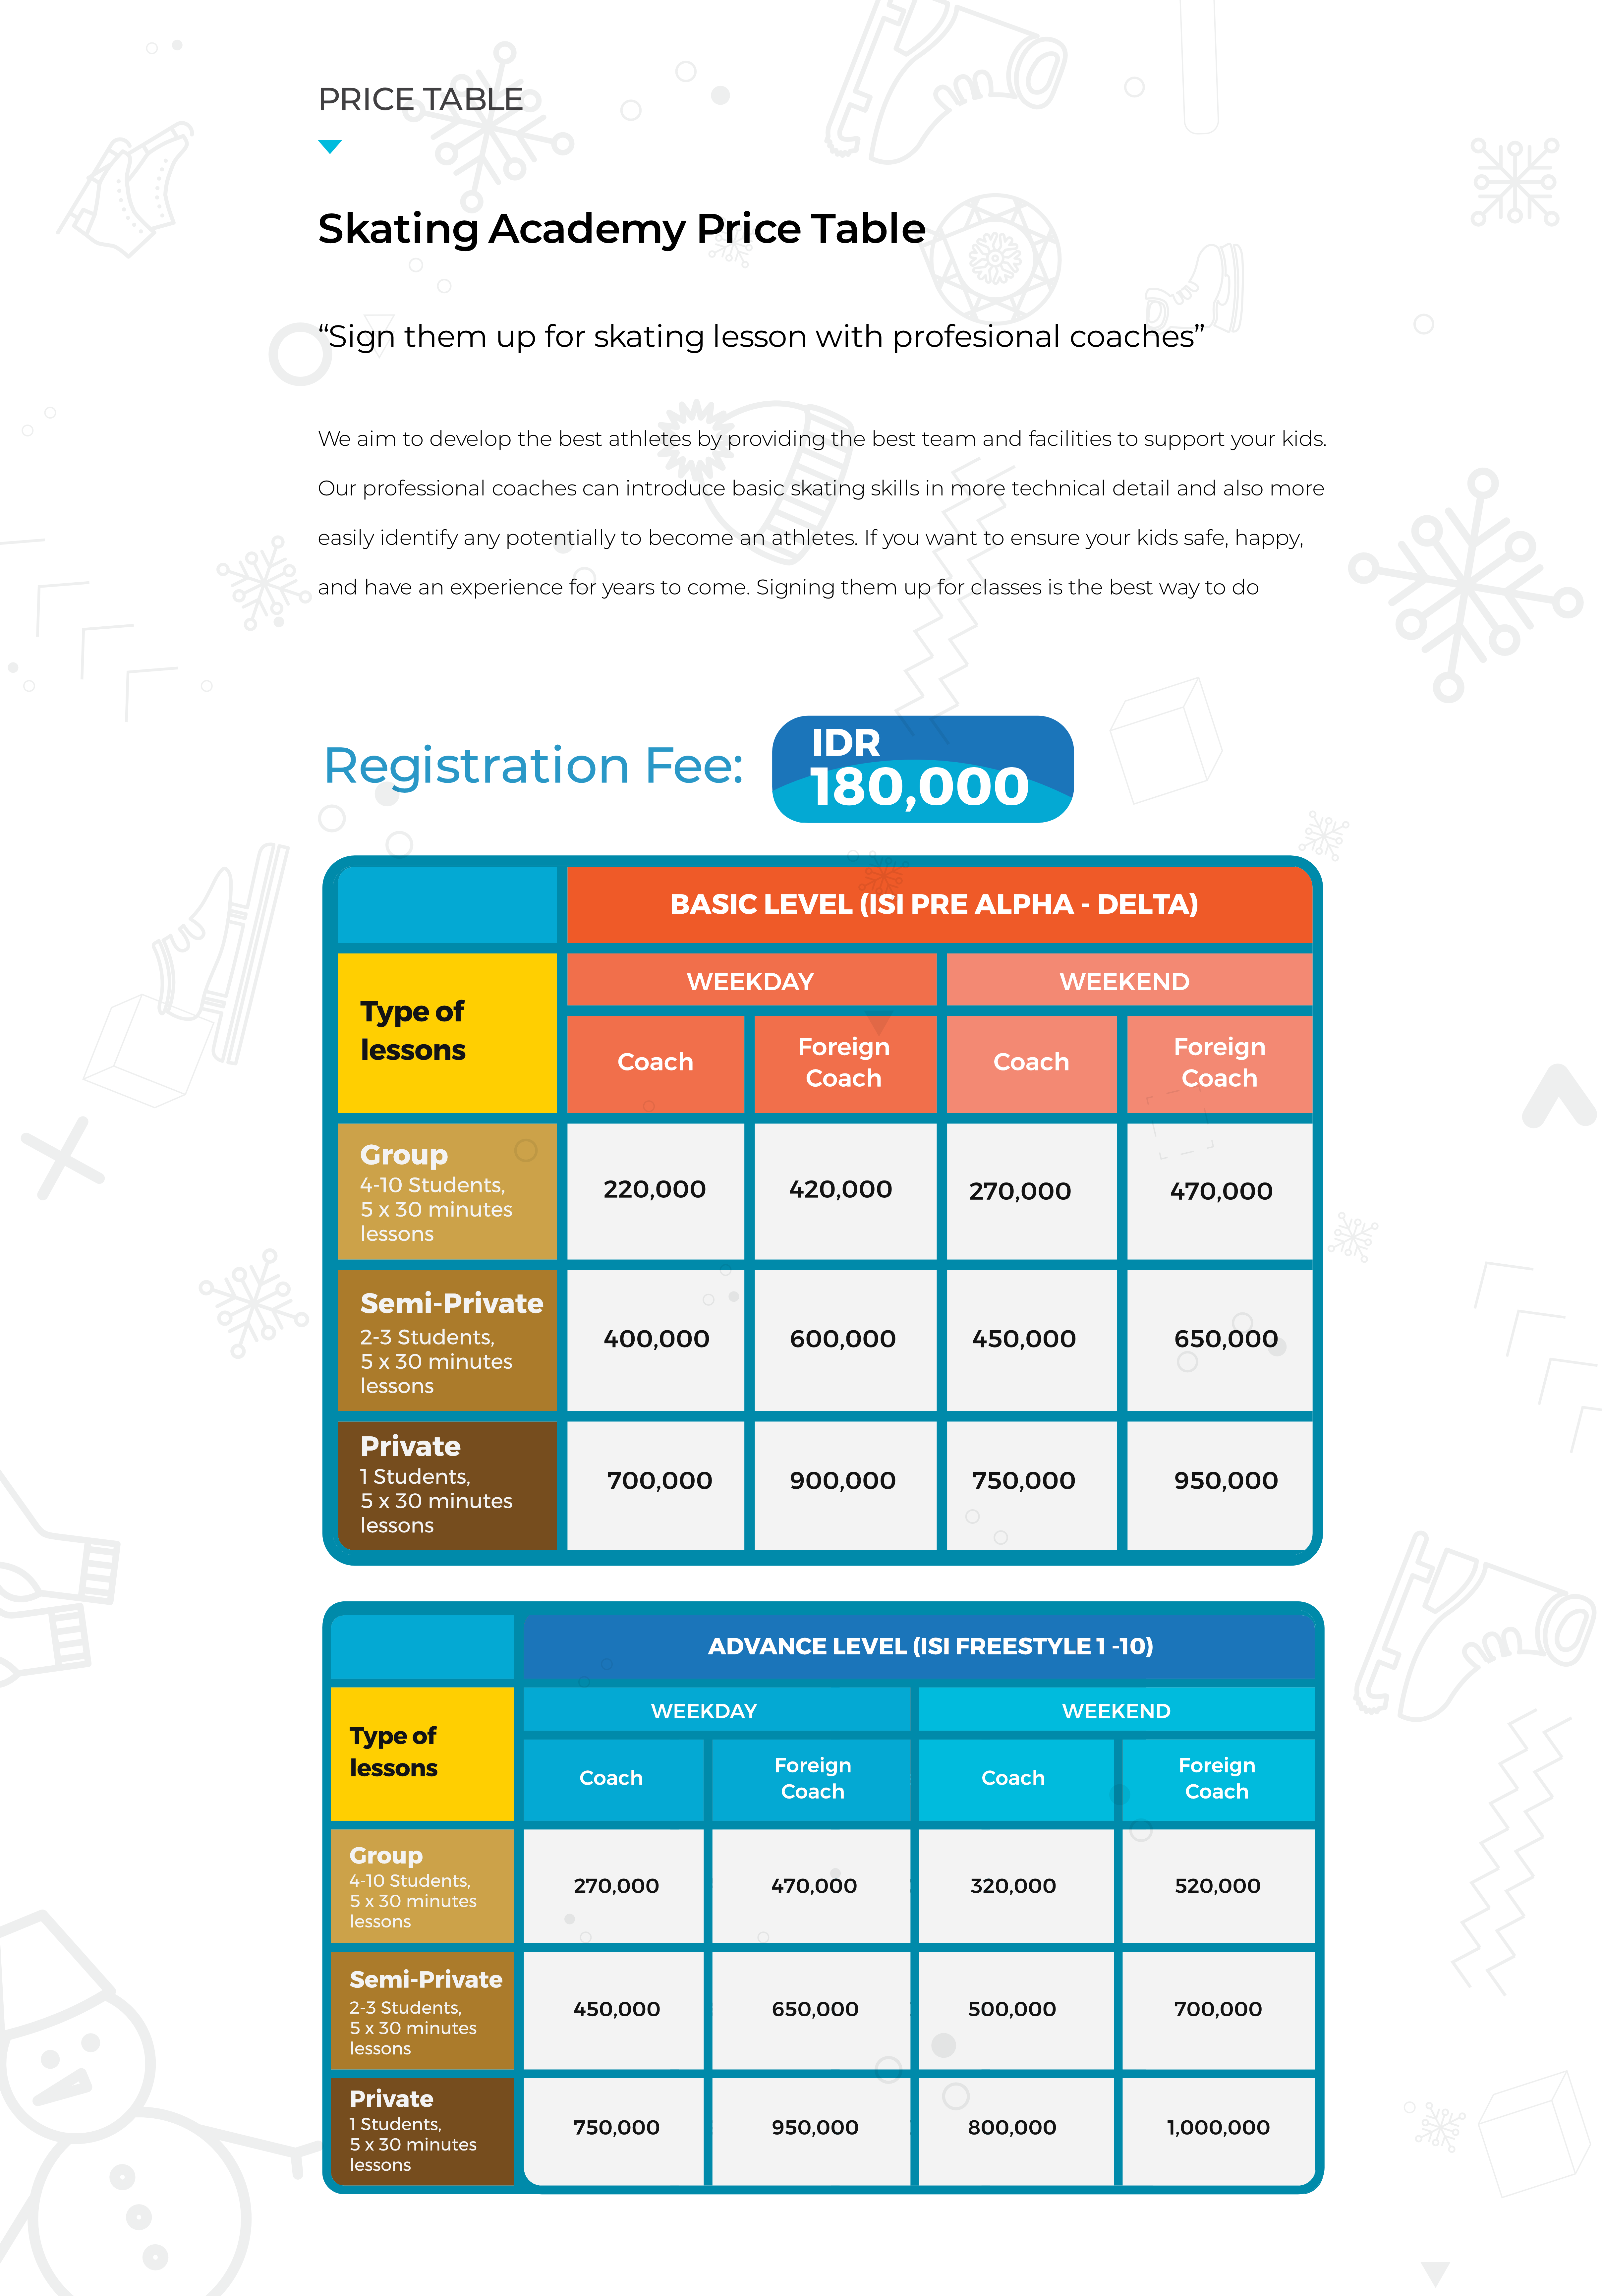 PRICE TABLE
Skating Academy Price Table
“Sign them up for skating lesson with profesional coaches”
We aim to develop the best athletes by providing the best team and facilities to support your kids.
Our professional coaches can introduce basic skating skills in more technical detail and also more
easily identify any potentially to become an athletes. If you want to ensure your kids safe, happy,
and have an experience for years to come. Signing them up for classes is the best way to do
Registration Fee:
IDR
180,000
BASIC LEVEL (ISI PRE ALPHA - DELTA)
Type of
lessons
WEEKDAY
WEEKEND
Coach
Foreign
Coach
Coach
Foreign
Coach
Group
4-10 Students,
5 x 30 minutes
lessons
220,000
420,000
270,000
470,000
Semi-Private
2-3 Students,
5 x 30 minutes
lessons
400,000
600,000
450,000
650,000
Private
1 Students,
5 x 30 minutes
lessons
700,000
900,000
750,000
950,000
ADVANCE LEVEL (ISI FREESTYLE 1 -10)
Type of
lessons
WEEKDAY
WEEKEND
Coach
Foreign
Coach
Coach
Foreign
Coach
Group
4-10 Students,
5 x 30 minutes
lessons
270,000
470,000
320,000
520,000
Semi-Private
2-3 Students,
5 x 30 minutes
lessons
450,000
650,000
500,000
700,000
Private
1 Students,
5 x 30 minutes
lessons
750,000
950,000
800,000
1,000,000